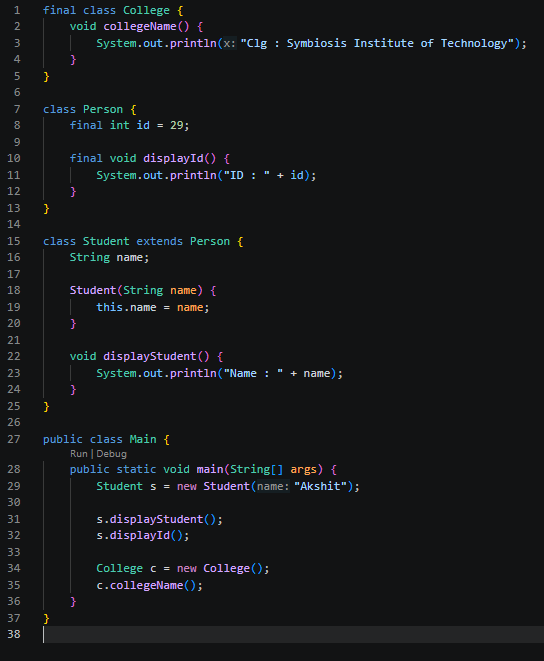 1 final class College {
2     void collegeName() {
3         System.out.println(x: "Clg : Symbiosis Institute of Technology");
4     }
5 }
6
7 class Person {
8     final int id = 29;
9
10     final void displayId() {
11         System.out.println("ID : " + id);
12     }
13 }
14
15 class Student extends Person {
16     String name;
17
18     Student(String name) {
19         this.name = name;
20     }
21
22     void displayStudent() {
23         System.out.println("Name : " + name);
24     }
25 }
26
27 public class Main {
Run | Debug
28     public static void main(String[] args) {
29         Student s = new Student(name: "Akshit");
30
31         s.displayStudent();
32         s.displayId();
33
34         College c = new College();
35         c.collegeName();
36     }
37 }
38